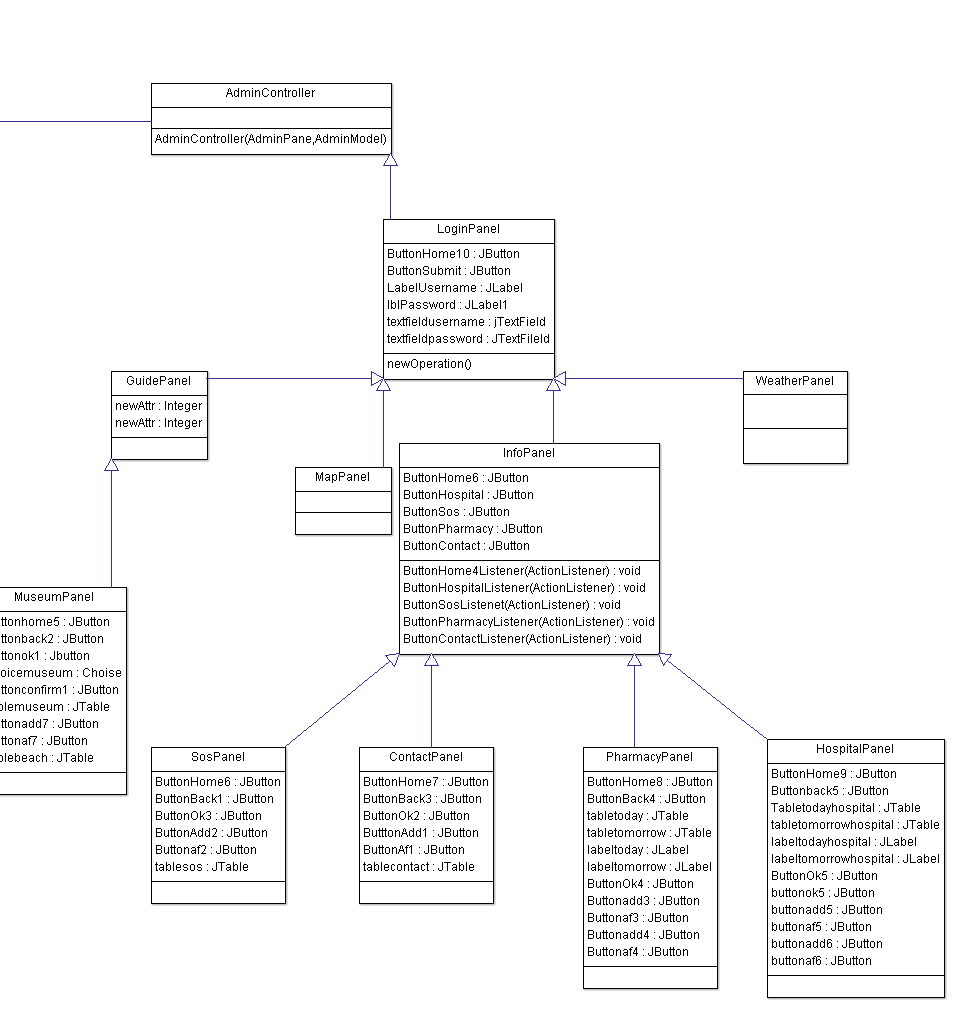 AdminController
AdminController(AdminPane,AdminModel)
LoginPanel
ButtonHome10 : JButton
ButtonSubmit : JButton
LabelUsername : JLabel
lblPassword : JLabel1
textfieldusername : jTextField
textfieldpassword : JTextFileld
newOperation()
GuidePanel
newAttr : Integer
newAttr : Integer
WeatherPanel
MapPanel
InfoPanel
ButtonHome6 : JButton
ButtonHospital : JButton
ButtonSos : JButton
ButtonPharmacy : JButton
ButtonContact : JButton
ButtonHome4Listener(ActionListener) : void
ButtonHospitalListener(ActionListener) : void
ButtonSosListenet(ActionListener) : void
ButtonPharmacyListener(ActionListener) : void
ButtonContactListener(ActionListener) : void
MuseumPanel
ttonhome5 : JButton
ttonback2 : JButton
ttonok1 : Jbutton
oicemuseum : Choise
ttonconfirm1 : JButton
blemuseum : JTable
ttonadd7 : JButton
ttonaf7 : JButton
blebeach : JTable
SosPanel
ButtonHome6 : JButton
ButtonBack1 : JButton
ButtonOk3 : JButton
ButtonAdd2 : JButton
Buttonaf2 : JButton
tablesos : JTable
ContactPanel
ButtonHome7 : JButton
ButtonBack3 : JButton
ButtonOk2 : JButton
ButttonAdd1 : JButton
ButtonAf1 : JButton
tablecontact : JTable
PharmacyPanel
ButtonHome8 : JButton
ButtonBack4 : JButton
tabletoday : JTable
tabletomorrow : JTable
labeltoday : JLabel
labeltomorrow : JLabel
ButtonOk4 : JButton
Buttonadd3 : JButton
Buttonaf3 : JButton
Buttonadd4 : JButton
Buttonaf4 : JButton
HospitalPanel
ButtonHome9 : JButton
Buttonback5 : JButton
Tabletodayhospital : JTable
tabletomorrowhospital : JTable
labeltodayhospital : JLabel
labeltomorrowhospital : JLabel
ButtonOk5 : JButton
buttonok5 : JButton
buttonadd5 : JButton
buttonaf5 : JButton
buttonadd6 : JButton
buttonaf6 : JButton